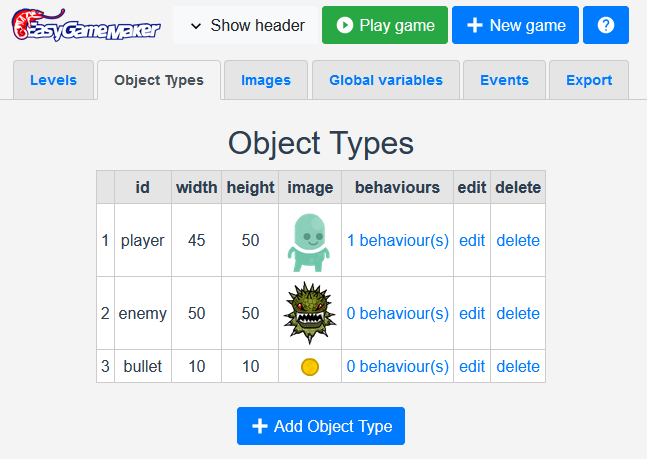 EasyGameMaker Show header Play game New game ?
Levels Object Types Images Global variables Events Export
Object Types
id width height image behaviours edit delete
1 player 45 50 1 behaviour(s) edit delete
2 enemy 50 50 0 behaviour(s) edit delete
3 bullet 10 10 0 behaviour(s) edit delete
Add Object Type